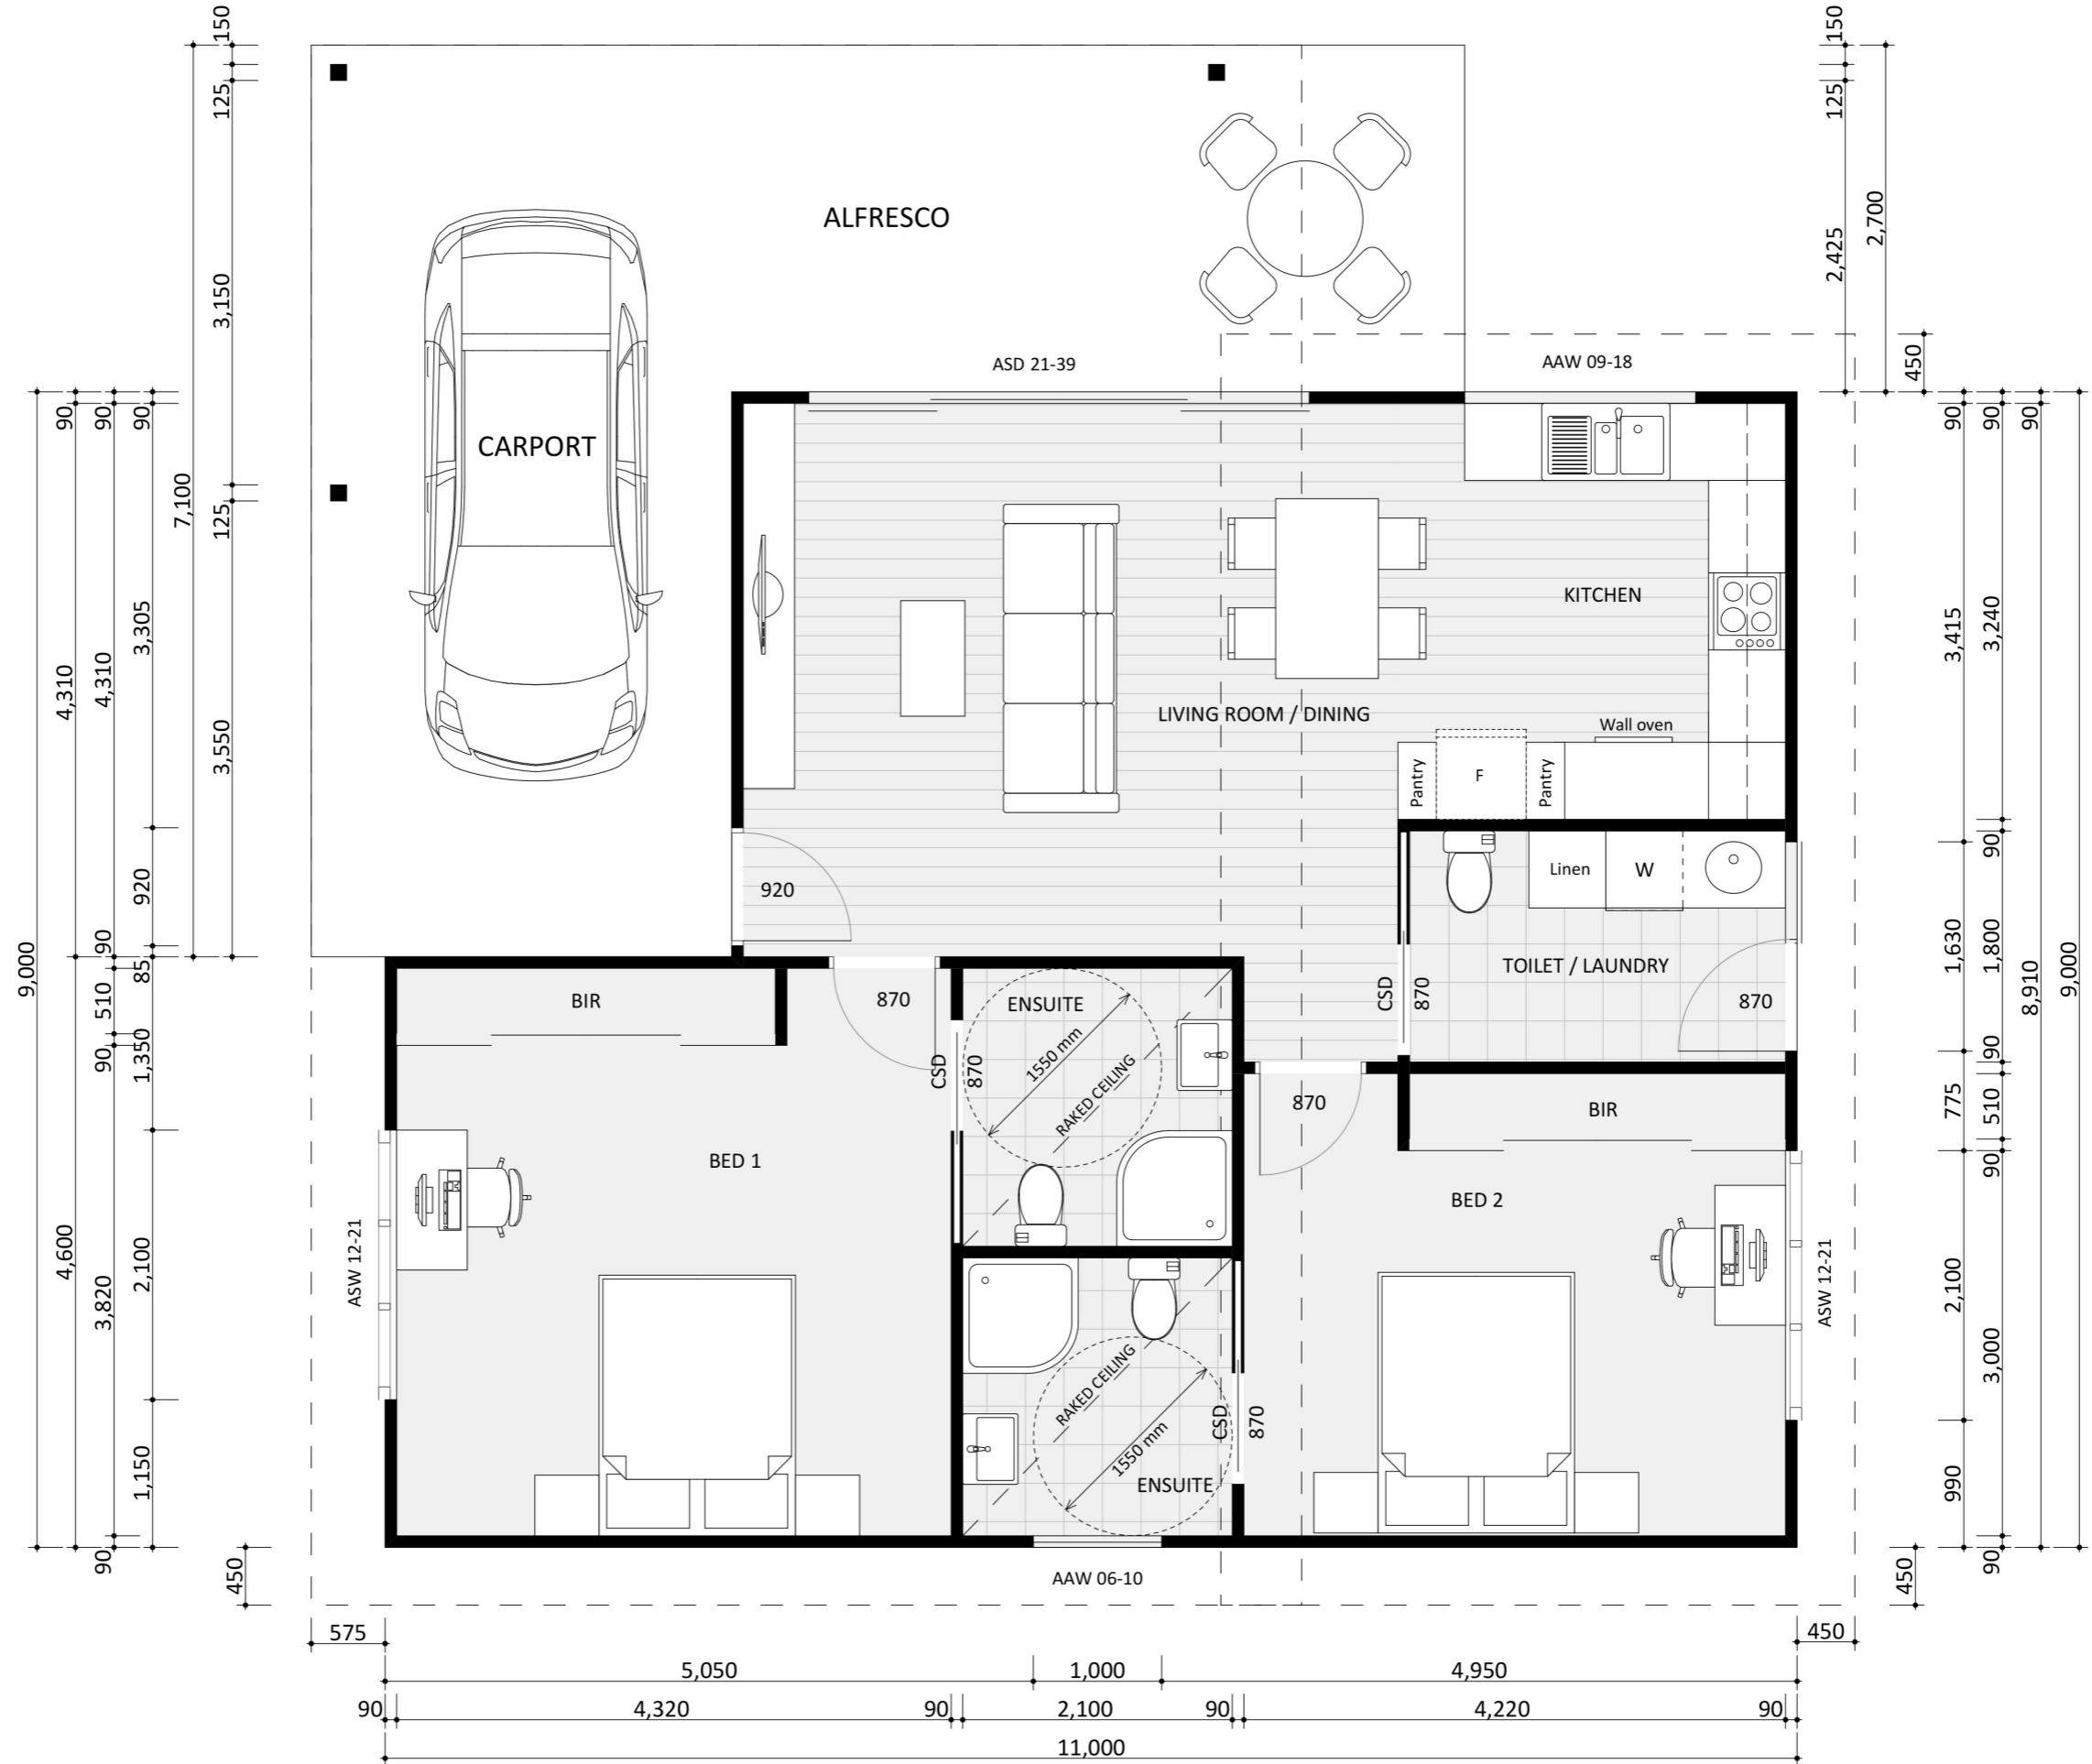 150
125
3,150
125
3,550
7,100
90
90
90
3,305
4,310
4,310
920
90
85
9,000
510
90
1,350
4,600
3,820
2,100
1,150
90
450
ALFRESCO
CARPORT
ASD 21-39
AAW 09-18
KITCHEN
LIVING ROOM / DINING
Wall oven
Pantry
F
Pantry
920
Linen
W
TOILET / LAUNDRY
CSD
870
870
BIR
870
ENSUITE
1550 mm
RAKED CEILING
CSD
870
BED 1
ASW 12-21
870
BIR
BED 2
ASW 12-21
RAKED CEILING
1550 mm
ENSUITE
CSD
870
AAW 06-10
150
125
2,425
2,700
450
90
90
90
3,415
3,240
90
1,630
1,800
8,910
9,000
90
775
510
90
2,100
3,000
990
90
450
575
450
5,050
1,000
4,950
90
4,320
90
2,100
90
4,220
90
11,000